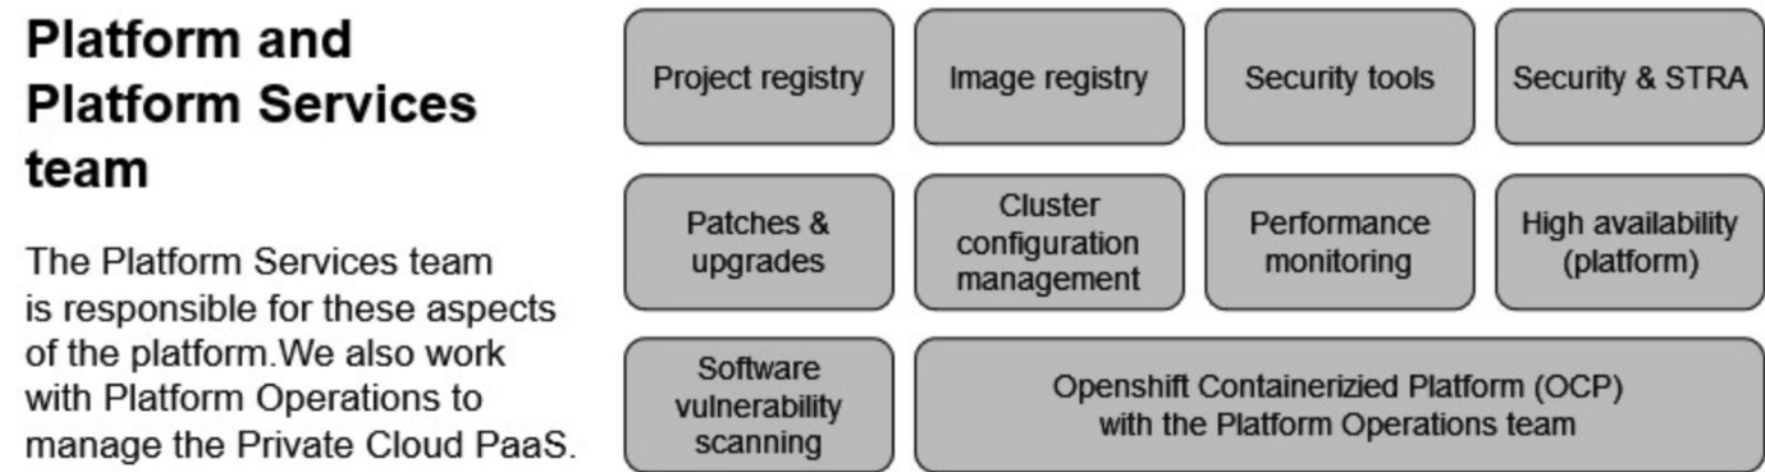 Platform and
Platform Services
team
The Platform Services team
is responsible for these aspects
of the platform.We also work
with Platform Operations to
manage the Private Cloud PaaS.
Project registry
Image registry
Security tools
Security & STRA
Patches &
upgrades
Cluster
configuration
management
Performance
monitoring
High availability
(platform)
Software
vulnerability
scanning
Openshift Containerizied Platform (OCP)
with the Platform Operations team